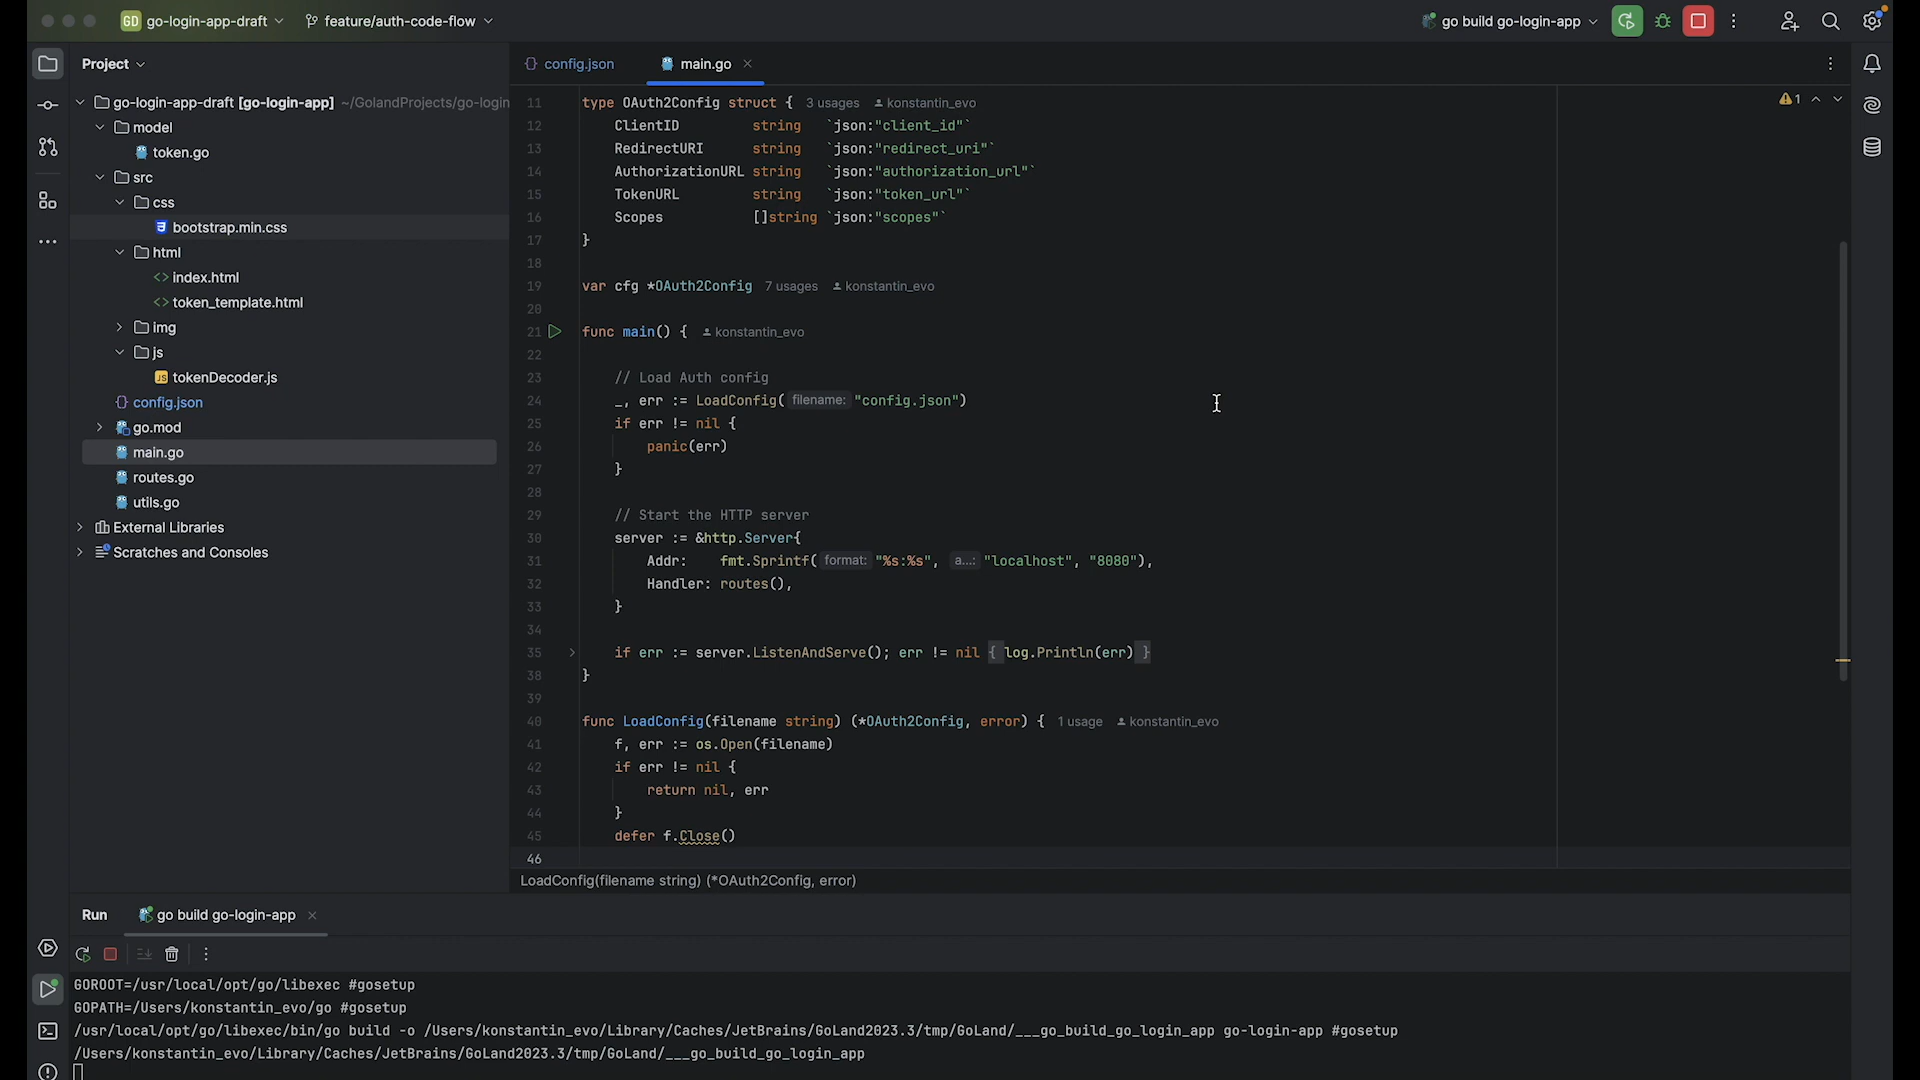 GD go-login-app-draft feature/auth-code-flow go build go-login-app
Project
go-login-app-draft [go-login-app] ~/GolandProjects/go-login
model
token.go
src
css
bootstrap.min.css
html
index.html
token_template.html
img
js
JS tokenDecoder.js
config.json
go.mod
main.go
routes.go
utils.go
External Libraries
Scratches and Consoles
config.json main.go
1
11 type OAuth2Config struct { 3 usages konstantin_evo
12 ClientID string `json:"client_id"`
13 RedirectURI string `json:"redirect_uri"`
14 AuthorizationURL string `json:"authorization_url"`
15 TokenURL string `json:"token_url"`
16 Scopes []string `json:"scopes"`
17 }
18
19 var cfg *OAuth2Config 7 usages konstantin_evo
20
21 func main() { konstantin_evo
22
23 // Load Auth config
24 _, err := LoadConfig( filename: "config.json")
25 if err != nil {
26 panic(err)
27 }
28
29 // Start the HTTP server
30 server := &http.Server{
31 Addr: fmt.Sprintf( format: "%s:%s", a...: "localhost", "8080"),
32 Handler: routes(),
33 }
34
35 if err := server.ListenAndServe(); err != nil { log.Println(err) }
38 }
39
40 func LoadConfig(filename string) (*OAuth2Config, error) { 1 usage konstantin_evo
41 f, err := os.Open(filename)
42 if err != nil {
43 return nil, err
44 }
45 defer f.Close()
46
LoadConfig(filename string) (*OAuth2Config, error)
Run go build go-login-app
GOROOT=/usr/local/opt/go/libexec #gosetup
GOPATH=/Users/konstantin_evo/go #gosetup
/usr/local/opt/go/libexec/bin/go build -o /Users/konstantin_evo/Library/Caches/JetBrains/GoLand2023.3/tmp/GoLand/___go_build_go_login_app go-login-app #gosetup
/Users/konstantin_evo/Library/Caches/JetBrains/GoLand2023.3/tmp/GoLand/___go_build_go_login_app